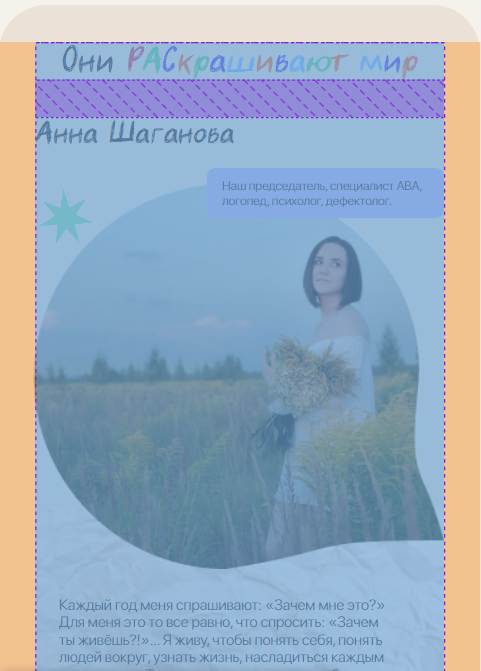 Они РАСкрашивают мир
Анна Шаганова
Наш председатель, специалист АВА,
логопед, психолог, дефектолог.
Каждый год меня спрашивают: «Зачем мне это?»
Для меня это то все равно, что спросить: «Зачем
ты живёшь?!»... Я живу, чтобы понять себя, понять
людей вокруг, узнать жизнь, насладиться каждым